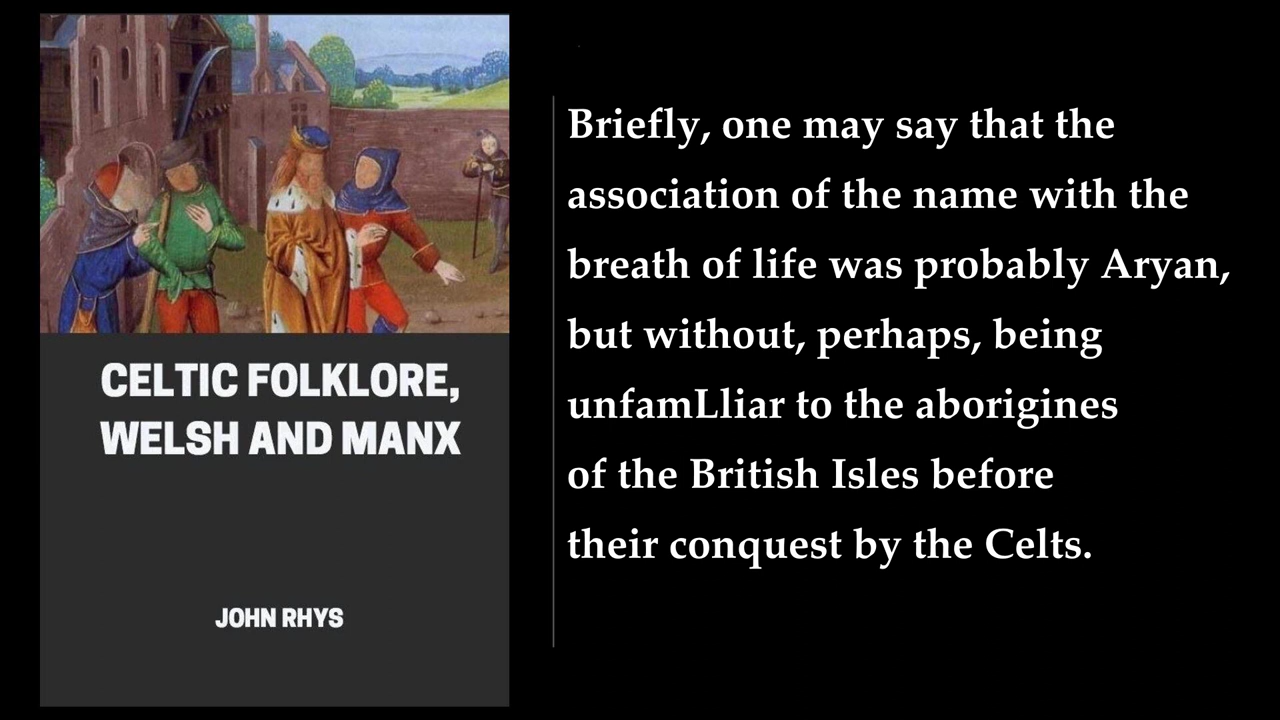 CELTIC FOLKLORE,
WELSH AND MANX
JOHN RHYS
Briefly, one may say that the
association of the name with the
breath of life was probably Aryan,
but without, perhaps, being
unfamLliar to the aborigines
of the British Isles before
their conquest by the Celts.